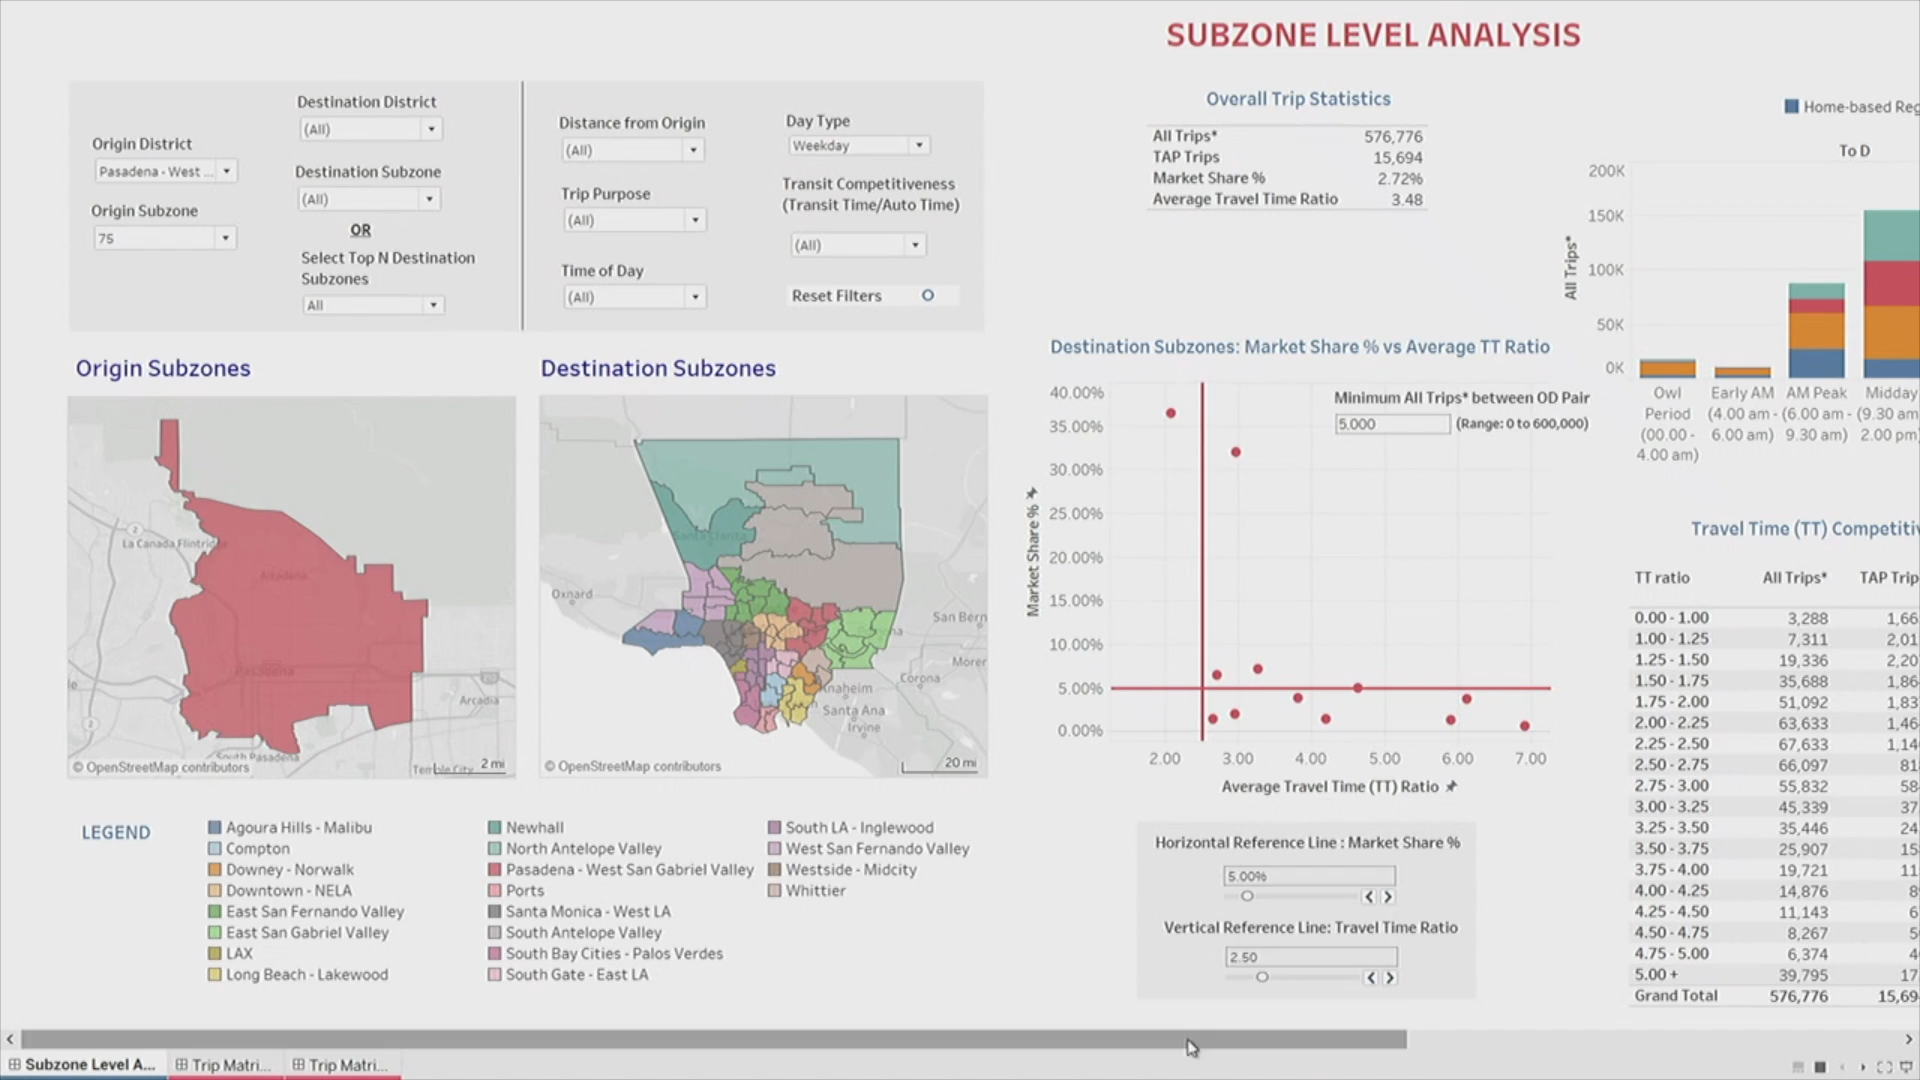 SUBZONE LEVEL ANALYSIS
Origin District
Pasadena - West ...
Origin Subzone
75
Destination District
(All)
Destination Subzone
(All)
OR
Select Top N Destination
Subzones
All
Distance from Origin
(All)
Trip Purpose
(All)
Time of Day
(All)
Day Type
Weekday
Transit Competitiveness
(Transit Time/Auto Time)
(All)
Reset Filters
Overall Trip Statistics
All Trips* 576,776
TAP Trips 15,694
Market Share % 2.72%
Average Travel Time Ratio 3.48
Home-based Reg
To D
All Trips*
200K
150K
100K
50K
0K
Owl
Period
(00.00 -
4.00 am)
Early AM
(4.00 am -
6.00 am)
AM Peak
(6.00 am -
9.30 am)
Midday
(9.30 am
2.00 pm)
Origin Subzones
2
La Canada Flintridge
Altadena
Pasadena
Arcadia
2
South Pasadena
Temple City
© OpenStreetMap contributors
2 mi
Destination Subzones
Santa Clarita
Oxnard
San Bern
Moren
Corona
Anaheim
Santa Ana
Irvine
© OpenStreetMap contributors
20 mi
Destination Subzones: Market Share % vs Average TT Ratio
Minimum All Trips* between OD Pair
5.000 (Range: 0 to 600,000)
Market Share %
40.00%
35.00%
30.00%
25.00%
20.00%
15.00%
10.00%
5.00%
0.00%
2.00 3.00 4.00 5.00 6.00 7.00
Average Travel Time (TT) Ratio
Travel Time (TT) Competitiv
TT ratio All Trips* TAP Trip
0.00 - 1.00 3,288 1,66
1.00 - 1.25 7,311 2,01
1.25 - 1.50 19,336 2,20
1.50 - 1.75 35,688 1,86
1.75 - 2.00 51,092 1,83
2.00 - 2.25 63,633 1,46
2.25 - 2.50 67,633 1,14
2.50 - 2.75 66,097 81
2.75 - 3.00 55,832 58
3.00 - 3.25 45,339 37
3.25 - 3.50 35,446 24
3.50 - 3.75 25,907 15
3.75 - 4.00 19,721 11
4.00 - 4.25 14,876 8
4.25 - 4.50 11,143 6
4.50 - 4.75 8,267 5
4.75 - 5.00 6,374 4
5.00 + 39,795 17
Grand Total 576,776 15,69
LEGEND
Agoura Hills - Malibu
Compton
Downey - Norwalk
Downtown - NELA
East San Fernando Valley
East San Gabriel Valley
LAX
Long Beach - Lakewood
Newhall
North Antelope Valley
Pasadena - West San Gabriel Valley
Ports
Santa Monica - West LA
South Antelope Valley
South Bay Cities - Palos Verdes
South Gate - East LA
South LA - Inglewood
West San Fernando Valley
Westside - Midcity
Whittier
Horizontal Reference Line : Market Share %
5.00%
Vertical Reference Line: Travel Time Ratio
2.50
Subzone Level A...
Trip Matri...
Trip Matri...